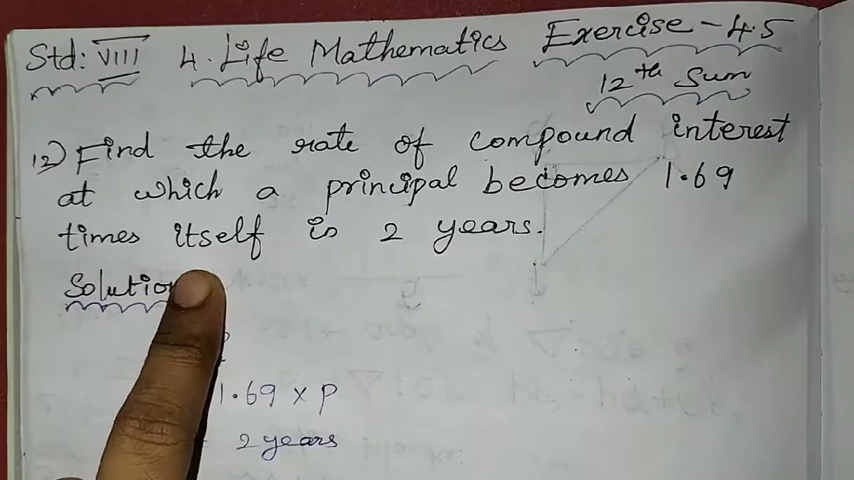 Std: VIII 4. Life Mathematics Exercise - 4.5
12th Sum
12) Find the rate of compound interest
at which a principal becomes 1.69
times itself is 2 years.
Solution
1.69 x P
2 years